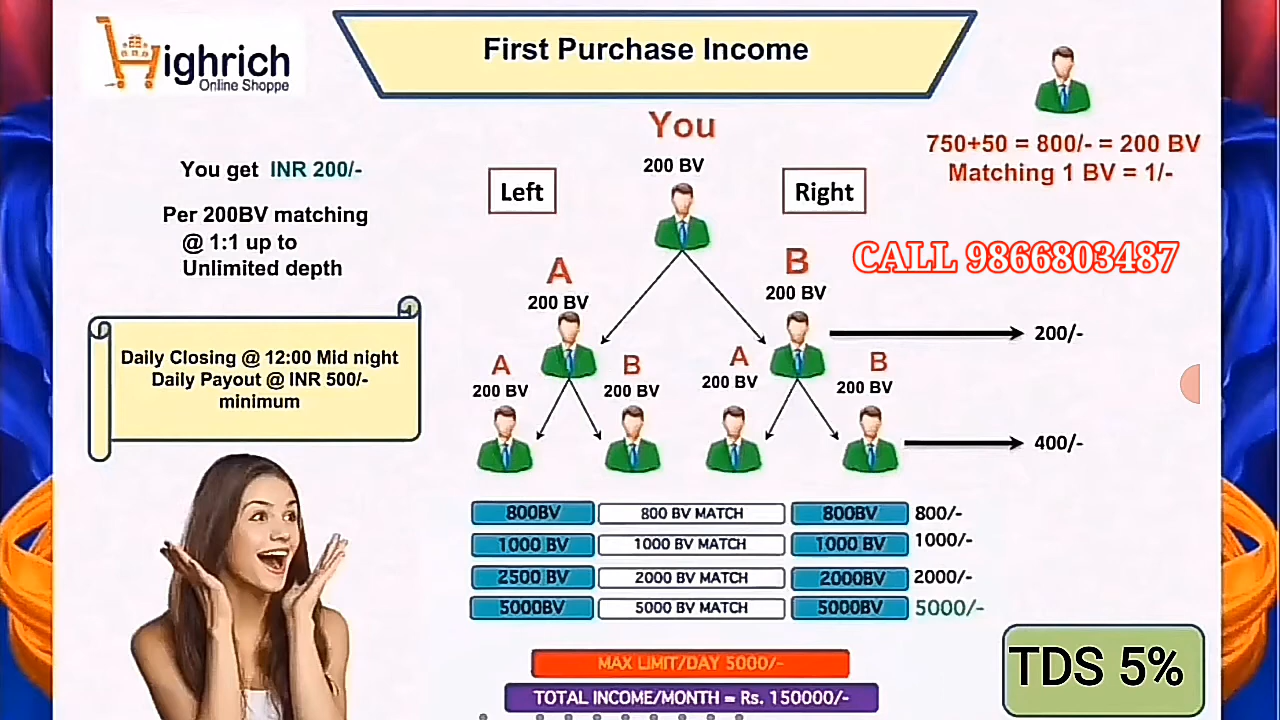 Highrich
Online Shoppe
First Purchase Income
You
200 BV
Left
Right
750+50 = 800/- = 200 BV
Matching 1 BV = 1/-
CALL 9866803487
You get INR 200/-
Per 200BV matching
@ 1:1 up to
Unlimited depth
Daily Closing @ 12:00 Mid night
Daily Payout @ INR 500/-
minimum
A
200 BV
B
200 BV
200/-
A
200 BV
B
200 BV
A
200 BV
B
200 BV
400/-
800BV 800 BV MATCH 800BV 800/-
1000 BV 1000 BV MATCH 1000 BV 1000/-
2500 BV 2000 BV MATCH 2000BV 2000/-
5000BV 5000 BV MATCH 5000BV 5000/-
MAX LIMIT/DAY 5000/-
TOTAL INCOME/MONTH = Rs. 150000/-
TDS 5%